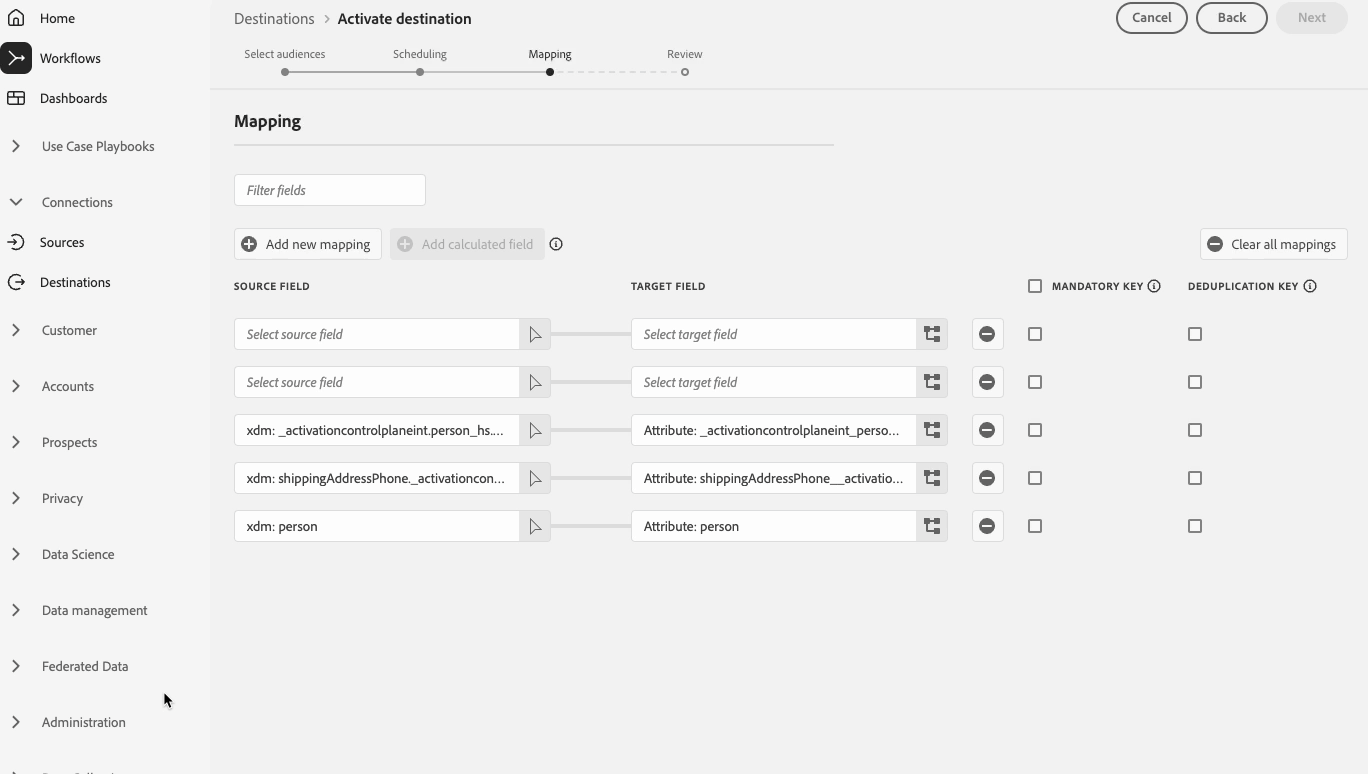 Home
Workflows
Dashboards
Use Case Playbooks
Connections
Sources
Destinations
Customer
Accounts
Prospects
Privacy
Data Science
Data management
Federated Data
Administration
Destinations > Activate destination
Cancel
Back
Next
Select audiences
Scheduling
Mapping
Review
Mapping
Filter fields
Add new mapping
Add calculated field
Clear all mappings
SOURCE FIELD TARGET FIELD MANDATORY KEY DEDUPLICATION KEY
Select source field Select target field
Select source field Select target field
xdm: _activationcontrolplaneint.person_hs.... Attribute: _activationcontrolplaneint_perso...
xdm: shippingAddressPhone._activationcon... Attribute: shippingAddressPhone__activatio...
xdm: person Attribute: person